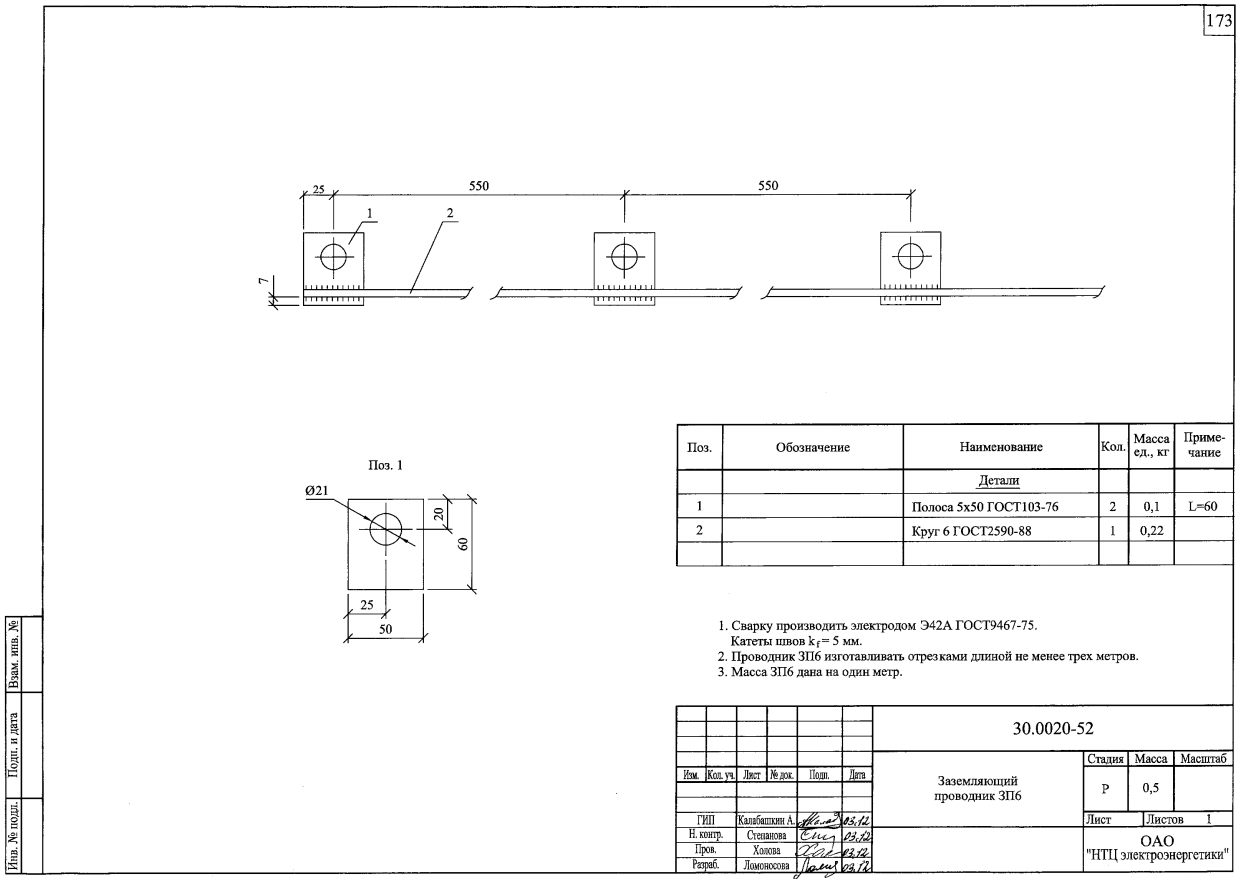 173
25
550
550
1
2
7
Поз. 1
Ø21
20
60
25
50
Поз. Обозначение Наименование Кол. Масса ед., кг Приме-чание
Детали
1 Полоса 5х50 ГОСТ103-76 2 0,1 L=60
2 Круг 6 ГОСТ2590-88 1 0,22
1. Сварку производить электродом Э42А ГОСТ9467-75.
Катеты швов kf= 5 мм.
2. Проводник ЗП6 изготавливать отрезками длиной не менее трех метров.
3. Масса ЗП6 дана на один метр.
30.0020-52
Изм. Кол. уч. Лист № док. Подп. Дата
Заземляющий
проводник ЗП6
Стадия Масса Масштаб
Р 0,5
Лист Листов 1
ГИП Калабашкин А. 03.12
Н. контр. Степанова 03.12
Пров. Холова 03.12
Разраб. Ломоносова 03.12
ОАО
"НТЦ электроэнергетики"
Взам. инв. №
Подп. и дата
Инв. № подл.